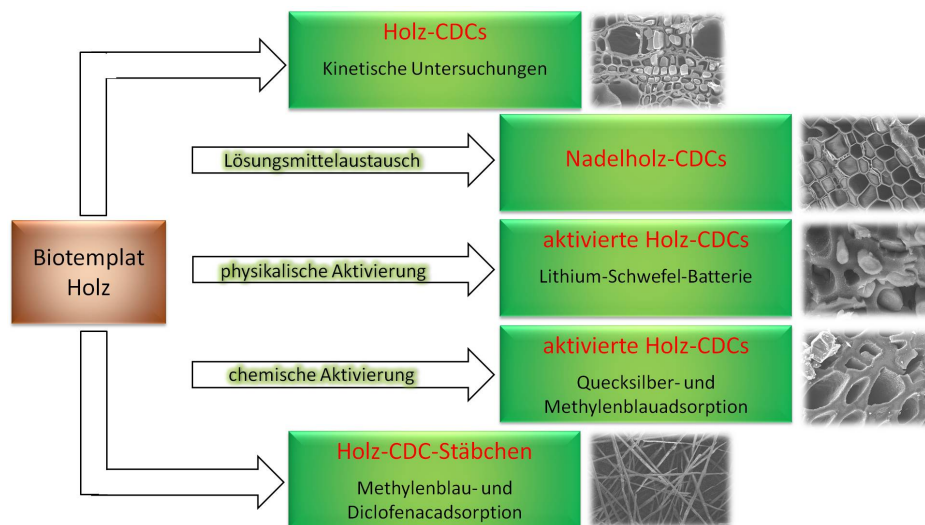 Holz-CDCs
Kinetische Untersuchungen
Lösungsmittelaustausch
Nadelholz-CDCs
Biotemplat
Holz
physikalische Aktivierung
aktivierte Holz-CDCs
Lithium-Schwefel-Batterie
chemische Aktivierung
aktivierte Holz-CDCs
Quecksilber- und
Methylenblauadsorption
Holz-CDC-Stäbchen
Methylenblau- und
Diclofenacadsorption